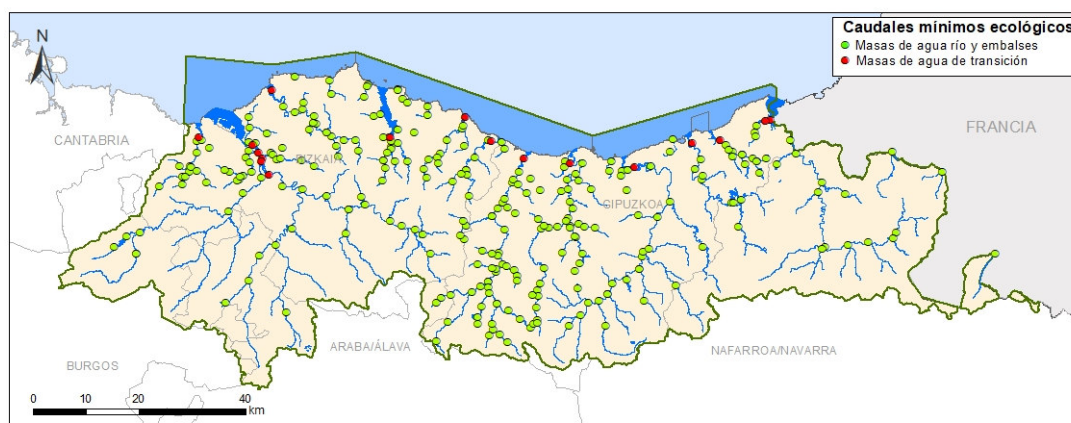 Caudales mínimos ecológicos
Masas de agua río y embalses
Masas de agua de transición
N
CANTABRIA
FRANCIA
BIZKAIA
GIPUZKOA
ARABA/ÁLAVA
NAFARROA/NAVARRA
BURGOS
0 10 20 40
km